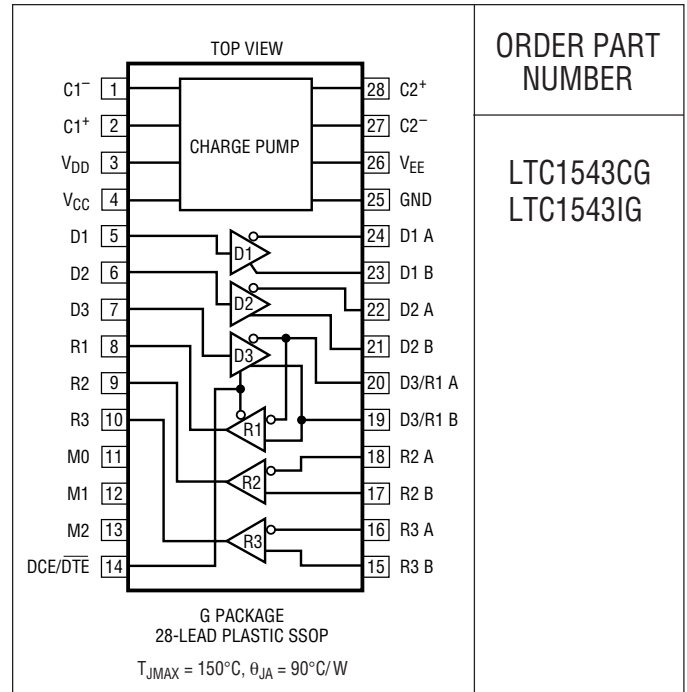 TOP VIEW
ORDER PART
NUMBER
LTC1543CG
LTC1543IG
C1⁻ 1
C1⁺ 2
V_DD 3
V_CC 4
D1 5
D2 6
D3 7
R1 8
R2 9
R3 10
M0 11
M1 12
M2 13
DCE/D̅T̅E̅ 14
CHARGE PUMP
D1
D2
D3
R1
R2
R3
28 C2⁺
27 C2⁻
26 V_EE
25 GND
24 D1 A
23 D1 B
22 D2 A
21 D2 B
20 D3/R1 A
19 D3/R1 B
18 R2 A
17 R2 B
16 R3 A
15 R3 B
G PACKAGE
28-LEAD PLASTIC SSOP
T_JMAX = 150°C, θ_JA = 90°C/W